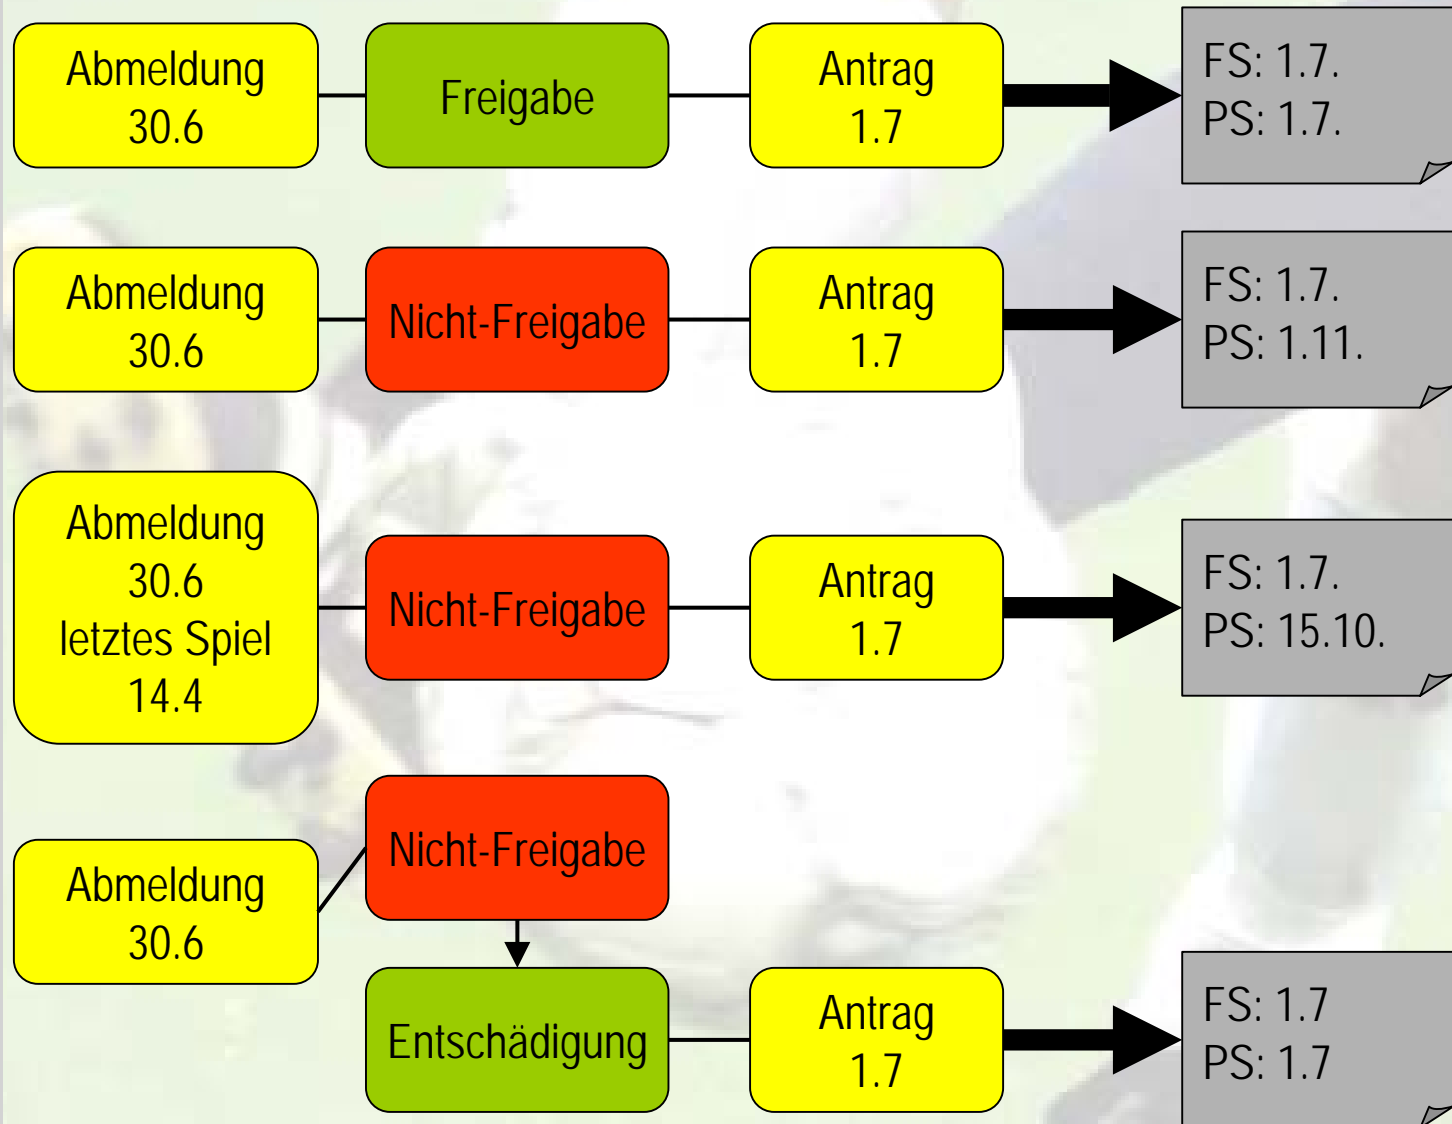 Abmeldung
30.6
Freigabe
Antrag
1.7
FS: 1.7.
PS: 1.7.
Abmeldung
30.6
Nicht-Freigabe
Antrag
1.7
FS: 1.7.
PS: 1.11.
Abmeldung
30.6
letztes Spiel
14.4
Nicht-Freigabe
Antrag
1.7
FS: 1.7.
PS: 15.10.
Abmeldung
30.6
Nicht-Freigabe
Entschädigung
Antrag
1.7
FS: 1.7
PS: 1.7